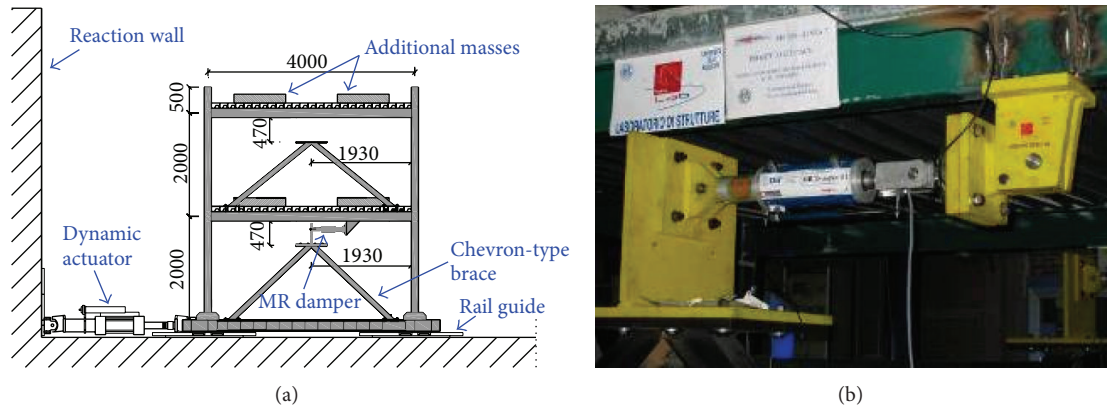 Reaction wall
Additional masses
4000
500
470
2000
1930
Dynamic
actuator
470
2000
1930
Chevron-type
brace
MR damper
Rail guide
(a)
LABORATORIO DI STRUTTURE
(b)